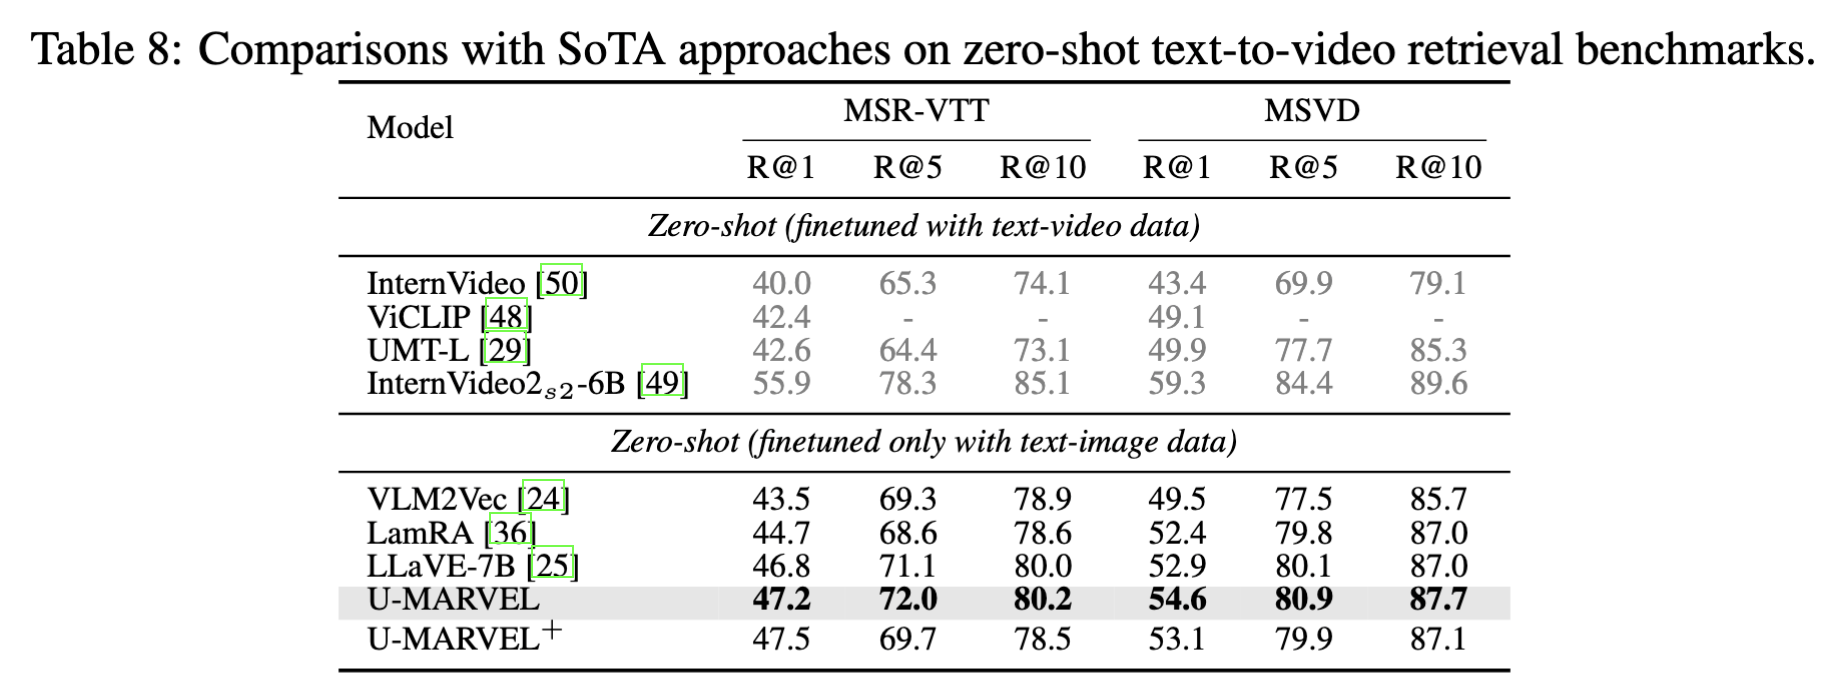 Table 8: Comparisons with SoTA approaches on zero-shot text-to-video retrieval benchmarks.
Model MSR-VTT MSVD
R@1 R@5 R@10 R@1 R@5 R@10
Zero-shot (finetuned with text-video data)
InternVideo [50] 40.0 65.3 74.1 43.4 69.9 79.1
ViCLIP [48] 42.4 - - 49.1 - -
UMT-L [29] 42.6 64.4 73.1 49.9 77.7 85.3
InternVideo2s2-6B [49] 55.9 78.3 85.1 59.3 84.4 89.6
Zero-shot (finetuned only with text-image data)
VLM2Vec [24] 43.5 69.3 78.9 49.5 77.5 85.7
LamRA [36] 44.7 68.6 78.6 52.4 79.8 87.0
LLaVE-7B [25] 46.8 71.1 80.0 52.9 80.1 87.0
U-MARVEL 47.2 72.0 80.2 54.6 80.9 87.7
U-MARVEL+ 47.5 69.7 78.5 53.1 79.9 87.1